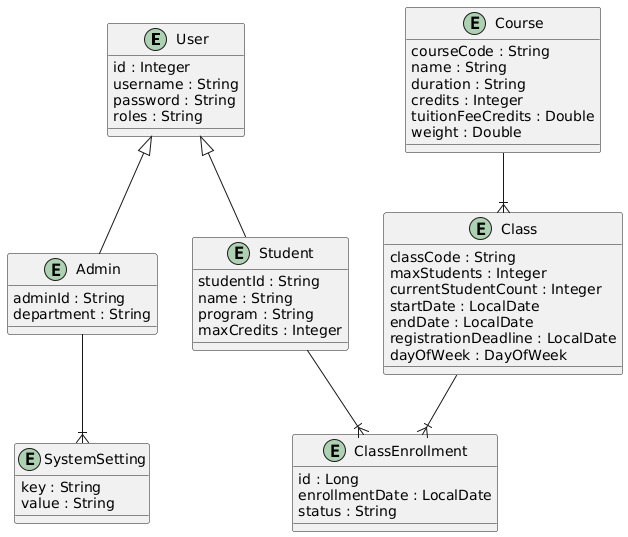 E User
id : Integer
username : String
password : String
roles : String
E Course
courseCode : String
name : String
duration : String
credits : Integer
tuitionFeeCredits : Double
weight : Double
E Admin
adminId : String
department : String
E Student
studentId : String
name : String
program : String
maxCredits : Integer
E Class
classCode : String
maxStudents : Integer
currentStudentCount : Integer
startDate : LocalDate
endDate : LocalDate
registrationDeadline : LocalDate
dayOfWeek : DayOfWeek
E SystemSetting
key : String
value : String
E ClassEnrollment
id : Long
enrollmentDate : LocalDate
status : String